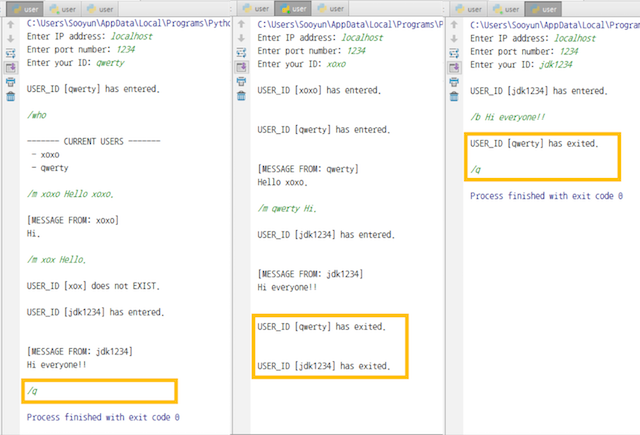 user
user
user
C:\Users\Sooyun\AppData\Local\Programs\Pytho
Enter IP address: localhost
Enter port number: 1234
Enter your ID: qwerty
USER_ID [qwerty] has entered.
/who
------- CURRENT USERS -------
- xoxo
- qwerty
/m xoxo Hello xoxo.
[MESSAGE FROM: xoxo]
Hi.
/m xox Hello.
USER_ID [xox] does not EXIST.
USER_ID [jdk1234] has entered.
[MESSAGE FROM: jdk1234]
Hi everyone!!
/q
Process finished with exit code 0
user
user
user
C:\Users\Sooyun\AppData\Local\Programs\P
Enter IP address: localhost
Enter port number: 1234
Enter your ID: xoxo
USER_ID [xoxo] has entered.
USER_ID [qwerty] has entered.
[MESSAGE FROM: qwerty]
Hello xoxo.
/m qwerty Hi.
USER_ID [jdk1234] has entered.
[MESSAGE FROM: jdk1234]
Hi everyone!!
USER_ID [qwerty] has exited.
USER_ID [jdk1234] has exited.
user
user
user
C:\Users\Sooyun\AppData\Local\Programs\P
Enter IP address: localhost
Enter port number: 1234
Enter your ID: jdk1234
USER_ID [jdk1234] has entered.
/b Hi everyone!!
USER_ID [qwerty] has exited.
/q
Process finished with exit code 0